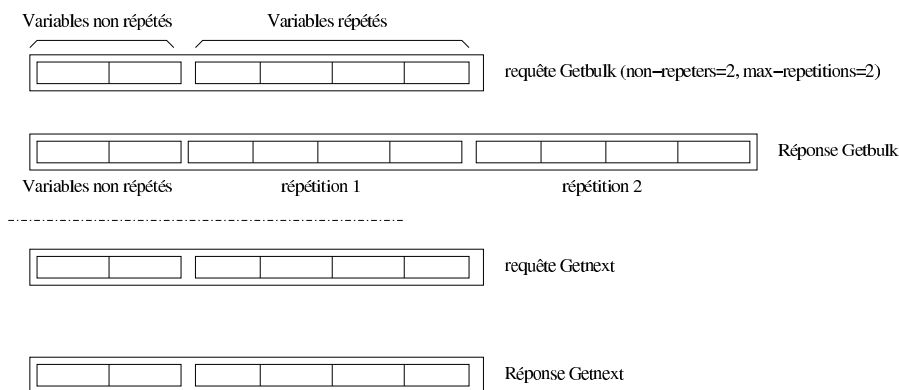 Variables non répétés
Variables répétés
requête Getbulk (non−repeters=2, max−repetitions=2)
Réponse Getbulk
Variables non répétés
répétition 1
répétition 2
requête Getnext
Réponse Getnext